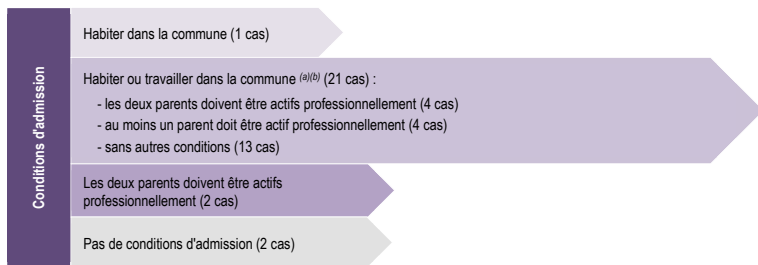 Conditions d'admission
Habiter dans la commune (1 cas)
Habiter ou travailler dans la commune (a)(b) (21 cas) :
- les deux parents doivent être actifs professionnellement (4 cas)
- au moins un parent doit être actif professionnellement (4 cas)
- sans autres conditions (13 cas)
Les deux parents doivent être actifs
professionnellement (2 cas)
Pas de conditions d'admission (2 cas)